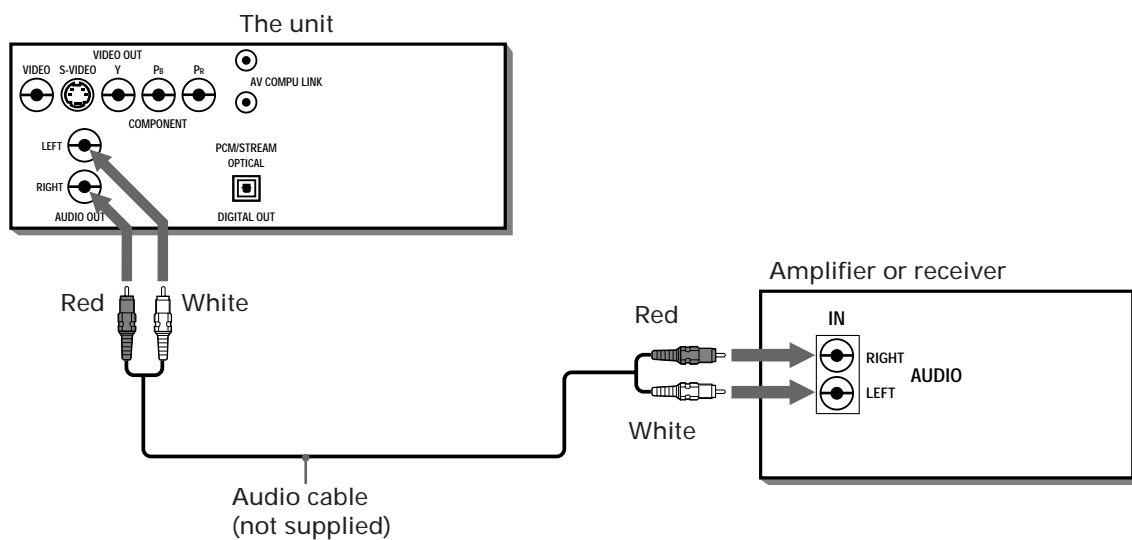 The unit
VIDEO OUT
VIDEO S-VIDEO Y PB PR
AV COMPU LINK
COMPONENT
LEFT
PCM/STREAM
OPTICAL
RIGHT
AUDIO OUT
DIGITAL OUT
Red
White
Audio cable
(not supplied)
Amplifier or receiver
Red
White
IN
RIGHT
AUDIO
LEFT